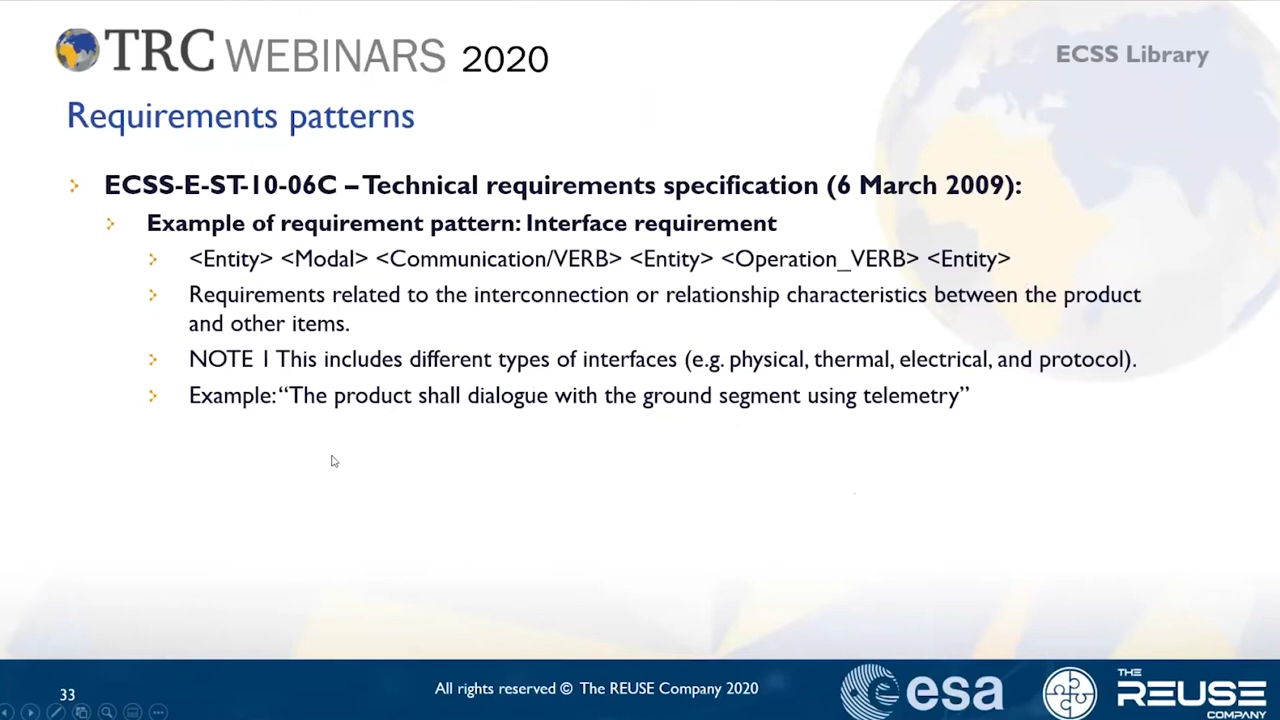 TRC WEBINARS 2020
ECSS Library
Requirements patterns
ECSS-E-ST-10-06C – Technical requirements specification (6 March 2009):
Example of requirement pattern: Interface requirement
<Entity> <Modal> <Communication/VERB> <Entity> <Operation_VERB> <Entity>
Requirements related to the interconnection or relationship characteristics between the product
and other items.
NOTE 1 This includes different types of interfaces (e.g. physical, thermal, electrical, and protocol).
Example: “The product shall dialogue with the ground segment using telemetry”
33
All rights reserved © The REUSE Company 2020
esa
THE
REUSE
COMPANY